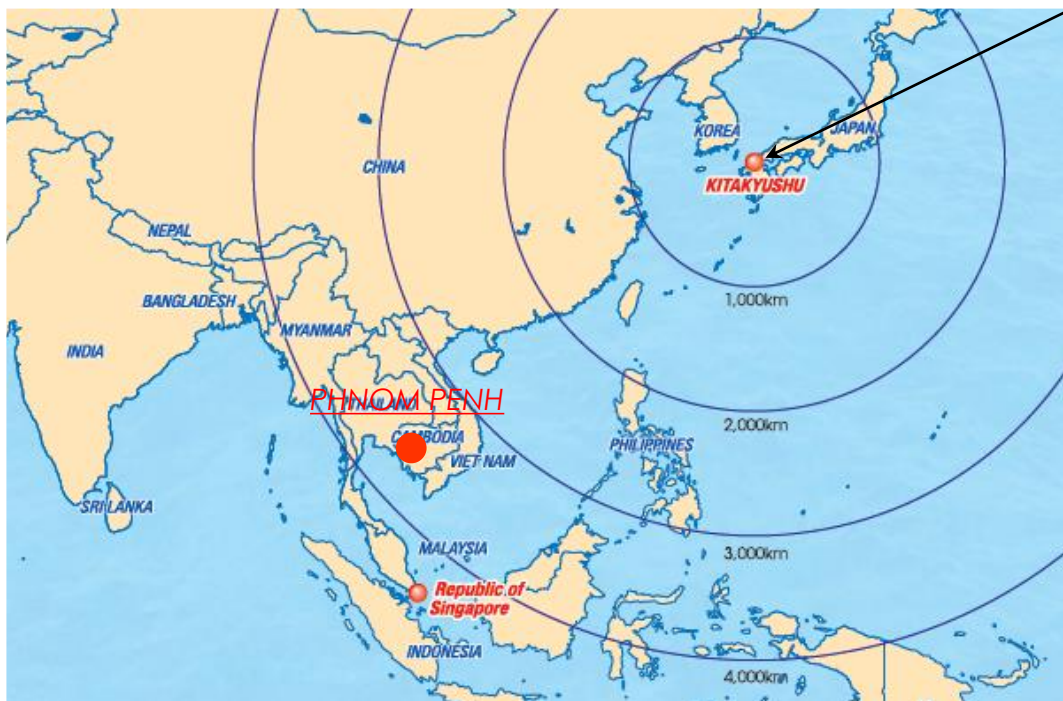 KOREA
JAPAN
CHINA
KITAKYUSHU
NEPAL
BANGLADESH
1,000km
MYANMAR
INDIA
PHNOM PENH
THAILAND
2,000km
CAMBODIA
PHILIPPINES
VIET NAM
SRI LANKA
MALAYSIA
3,000km
Republic of
Singapore
INDONESIA
4,000km